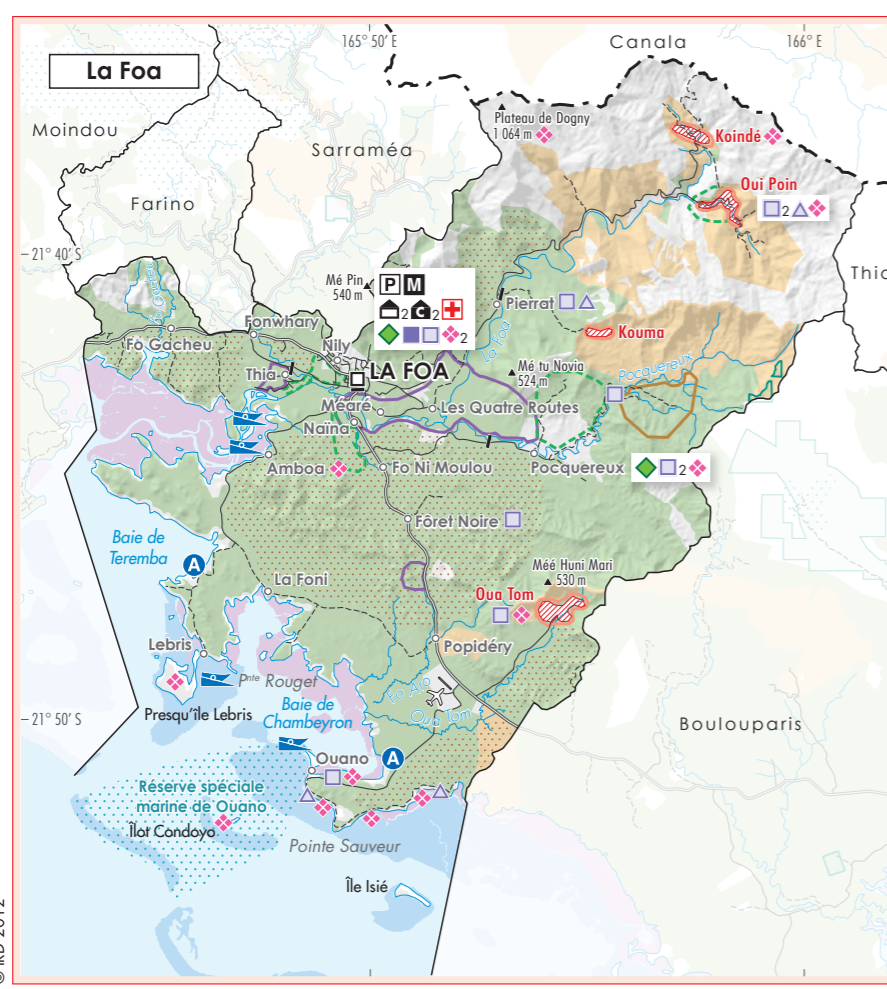 165° 50' E
Canala
166° E
La Foa
Plateau de Dogny
1 064 m
Koindé
Moindou
Sarraméa
Oui Poin
2
Farino
21° 40' S
Thio
Mé Pin
540 m
P M
2 C 2
2
Pierrat
Fonwhary
La Foa
Kouma
Fo Gacheu
Nily
Mé tu Novia
524 m
Pocquereux
Thia
LA FOA
Méaré
Les Quatre Routes
Naïna
Amboa
Fo Ni Moulou
Pocquereux
2
Baie de
Teremba
Fôret Noire
A
Méé Huni Mari
530 m
La Foni
Oua Tom
Lebris
Popidéry
Pnte Rouget
Fo Aro
Presqu'île Lebris
Baie de
Chambeyron
Oua Tom
21° 50' S
Boulouparis
Ouano
A
Réserve spéciale
marine de Ouano
Îlot Condoyo
Pointe Sauveur
Île Isié
© IRD 2012